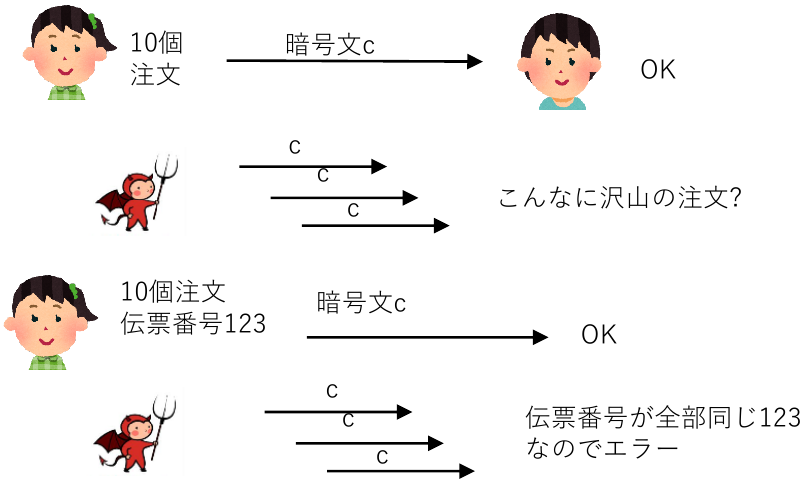 10個
注文
暗号文c
OK
c
c
c
こんなに沢山の注文?
10個注文
伝票番号123
暗号文c
OK
c
c
c
伝票番号が全部同じ123
なのでエラー